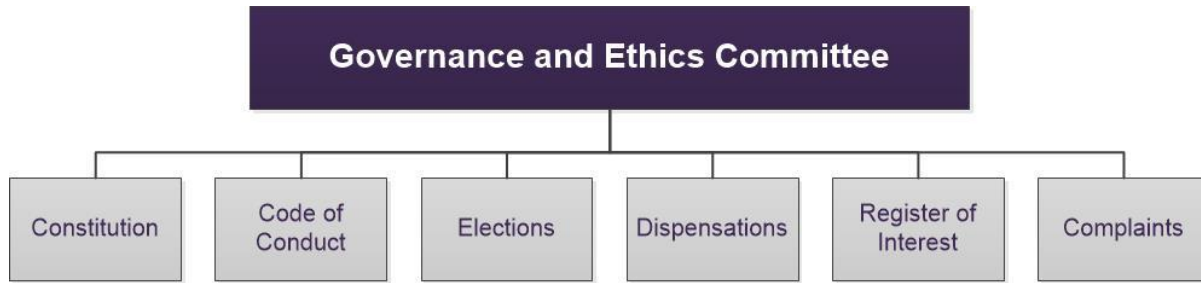 Governance and Ethics Committee
Constitution
Code of
Conduct
Elections
Dispensations
Register of
Interest
Complaints